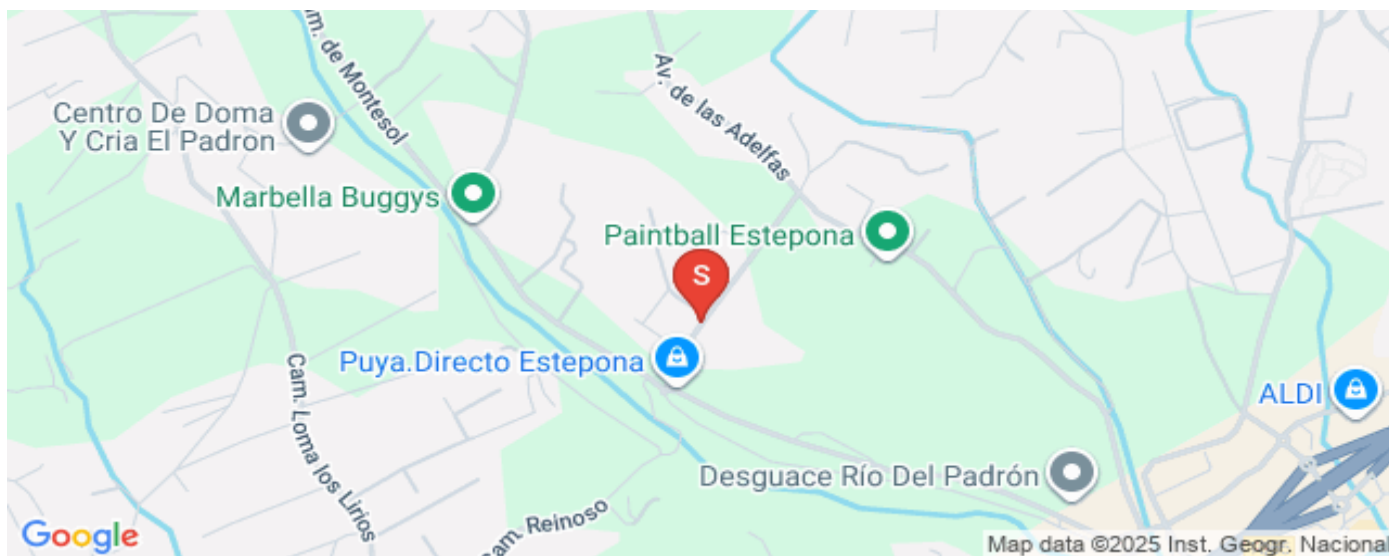 m. de Montesol
Centro De Doma
Y Cria El Padron
Av. de las Adelfas
Marbella Buggys
Paintball Estepona
S
Puya.Directo Estepona
Cam. Loma los Lirios
ALDI
Desguace Río Del Padrón
Cam. Reinoso
Google
Map data ©2025 Inst. Geogr. Nacional